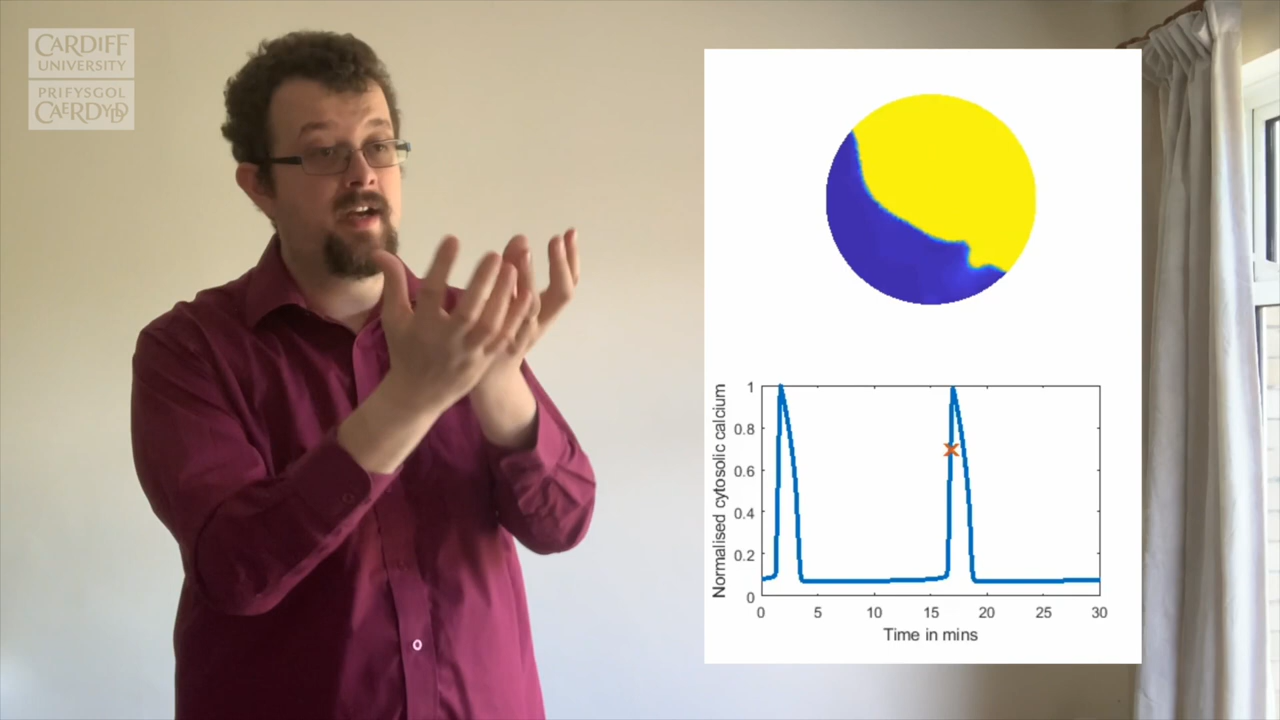 CARDIFF
UNIVERSITY
PRIFYSGOL
CAERDYDD
Normalised cytosolic calcium
1
0.8
0.6
0.4
0.2
0
0 5 10 15 20 25 30
Time in mins